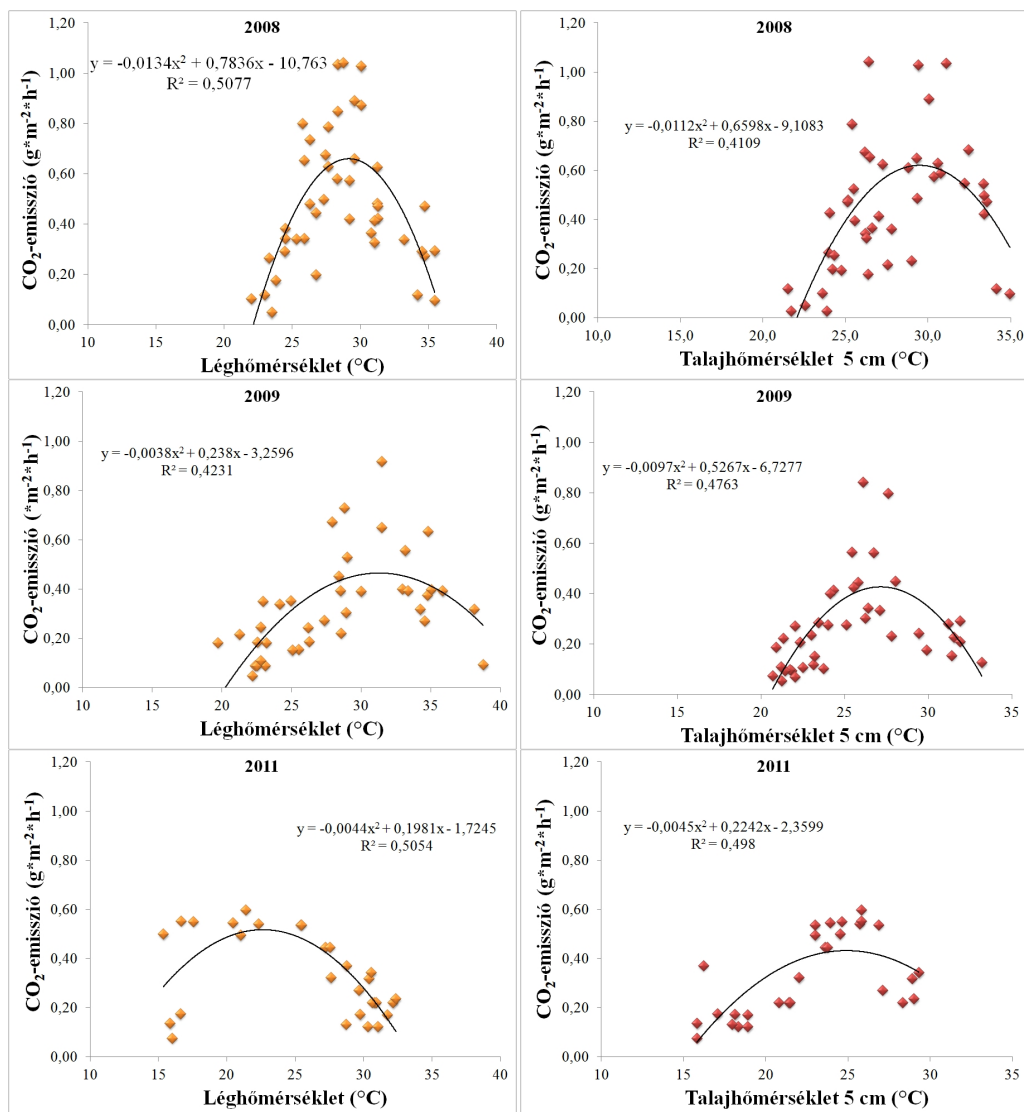 2008
y = -0,0134x² + 0,7836x - 10,763
R² = 0,5077
CO₂-emisszió (g*m⁻²*h⁻¹)
1,20
1,00
0,80
0,60
0,40
0,20
0,00
10 15 20 25 30 35 40
Léghőmérséklet (°C)
2008
y = -0,0112x² + 0,6598x - 9,1083
R² = 0,4109
CO₂-emisszió (g*m⁻²*h⁻¹)
1,20
1,00
0,80
0,60
0,40
0,20
0,00
10,0 15,0 20,0 25,0 30,0 35,0
Talajhőmérséklet 5 cm (°C)
2009
y = -0,0038x² + 0,238x - 3,2596
R² = 0,4231
CO₂-emisszió (*m⁻²*h⁻¹)
1,20
1,00
0,80
0,60
0,40
0,20
0,00
10 15 20 25 30 35 40
Léghőmérséklet (°C)
2009
y = -0,0097x² + 0,5267x - 6,7277
R² = 0,4763
CO₂-emisszió (g*m⁻²*h⁻¹)
1,20
1,00
0,80
0,60
0,40
0,20
0,00
10 15 20 25 30 35
Talajhőmérséklet 5 cm (°C)
2011
y = -0,0044x² + 0,1981x - 1,7245
R² = 0,5054
CO₂-emisszió (g*m⁻²*h⁻¹)
1,20
1,00
0,80
0,60
0,40
0,20
0,00
10 15 20 25 30 35 40
Léghőmérséklet (°C)
2011
y = -0,0045x² + 0,2242x - 2,3599
R² = 0,498
CO₂-emisszió (g*m⁻²*h⁻¹)
1,20
1,00
0,80
0,60
0,40
0,20
0,00
10 15 20 25 30 35
Talajhőmérséklet 5 cm (°C)